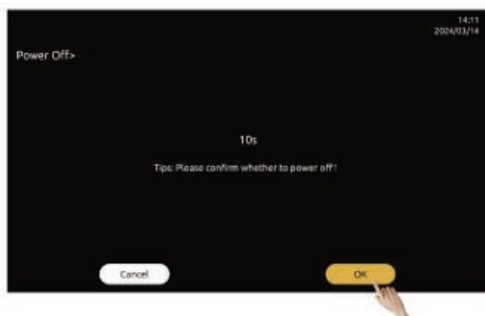 14:11
2024/03/14
Power Off>
10s
Tips: Please confirm whether to power off!
Cancel
OK